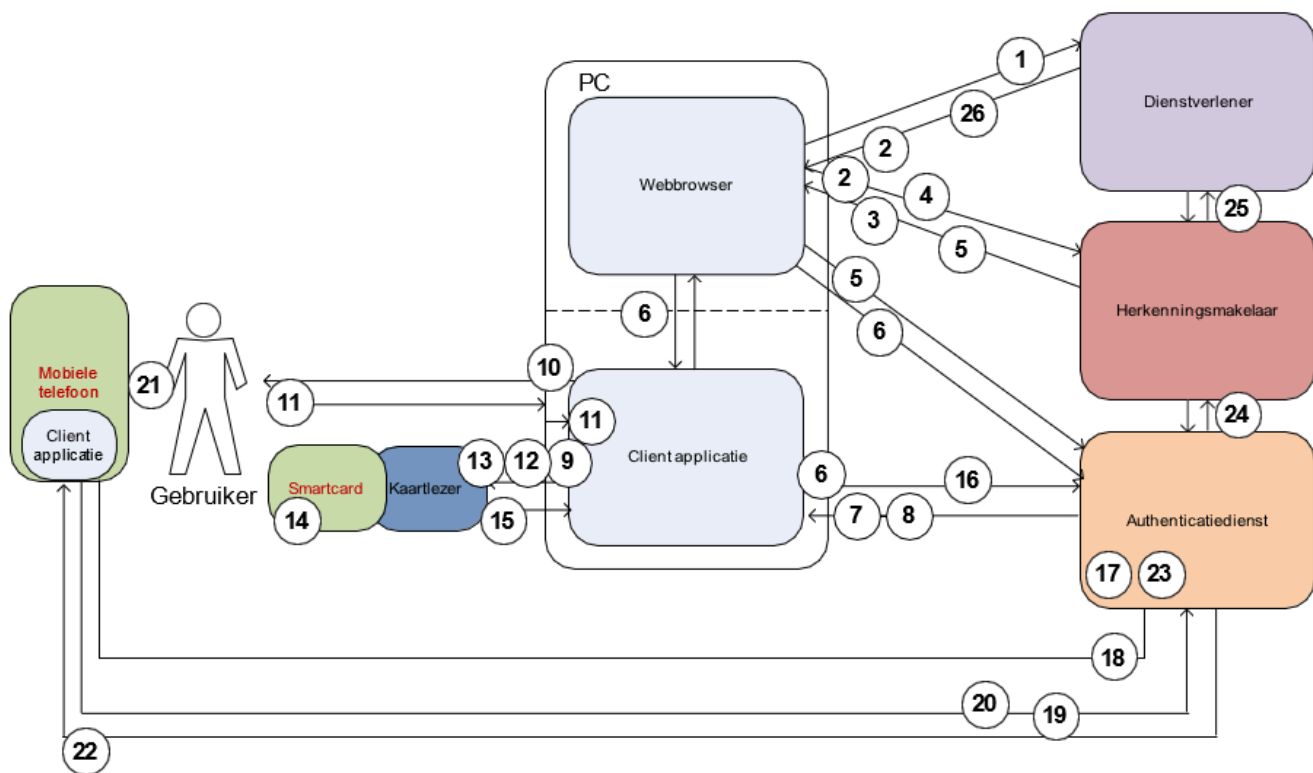 1
PC
26
Dienstverlener
2
Webbrowser
2
4
25
3
5
5
6
6
Herkenningsmakelaar
10
Mobiele
telefoon
21
11
24
11
Client
applicatie
13
12
9
Client applicatie
6
16
Gebruiker
Smartcard
Kaartlezer
14
15
7
8
Authenticatiedienst
17
23
18
20
19
22